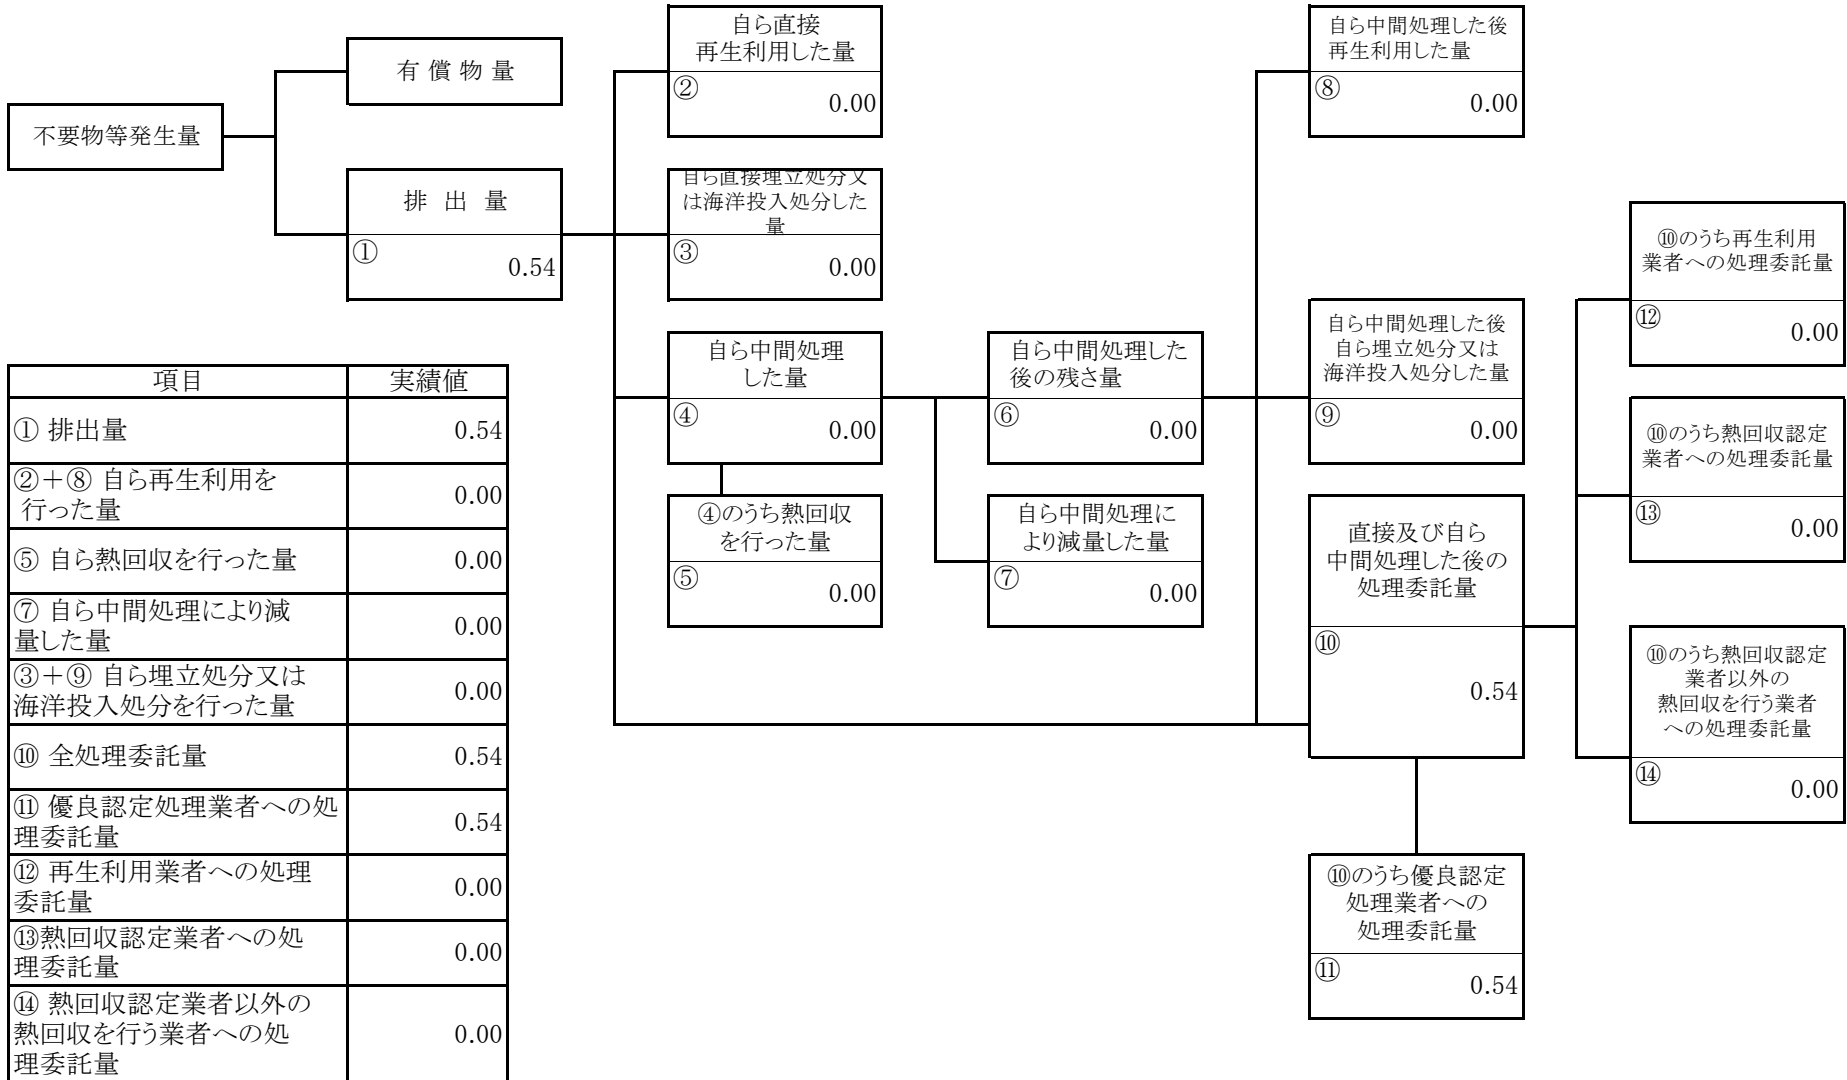 不要物等発生量
有 償 物 量
排 出 量
①
0.54
自ら直接
再生利用した量
②
0.00
自ら直接埋立処分又
は海洋投入処分した
量
③
0.00
自ら中間処理
した量
④
0.00
④のうち熱回収
を行った量
⑤
0.00
自ら中間処理した
後の残さ量
⑥
0.00
自ら中間処理に
より減量した量
⑦
0.00
自ら中間処理した後
再生利用した量
⑧
0.00
自ら中間処理した後
自ら埋立処分又は
海洋投入処分した量
⑨
0.00
直接及び自ら
中間処理した後の
処理委託量
⑩
0.54
⑩のうち優良認定
処理業者への
処理委託量
⑪
0.54
⑩のうち再生利用
業者への処理委託量
⑫
0.00
⑩のうち熱回収認定
業者への処理委託量
⑬
0.00
⑩のうち熱回収認定
業者以外の
熱回収を行う業者
への処理委託量
⑭
0.00
項目 実績値
① 排出量 0.54
②＋⑧ 自ら再生利用を
行った量 0.00
⑤ 自ら熱回収を行った量 0.00
⑦ 自ら中間処理により減
量した量 0.00
③＋⑨ 自ら埋立処分又は
海洋投入処分を行った量 0.00
⑩ 全処理委託量 0.54
⑪ 優良認定処理業者への処
理委託量 0.54
⑫ 再生利用業者への処理
委託量 0.00
⑬熱回収認定業者への処
理委託量 0.00
⑭ 熱回収認定業者以外の
熱回収を行う業者への処
理委託量 0.00